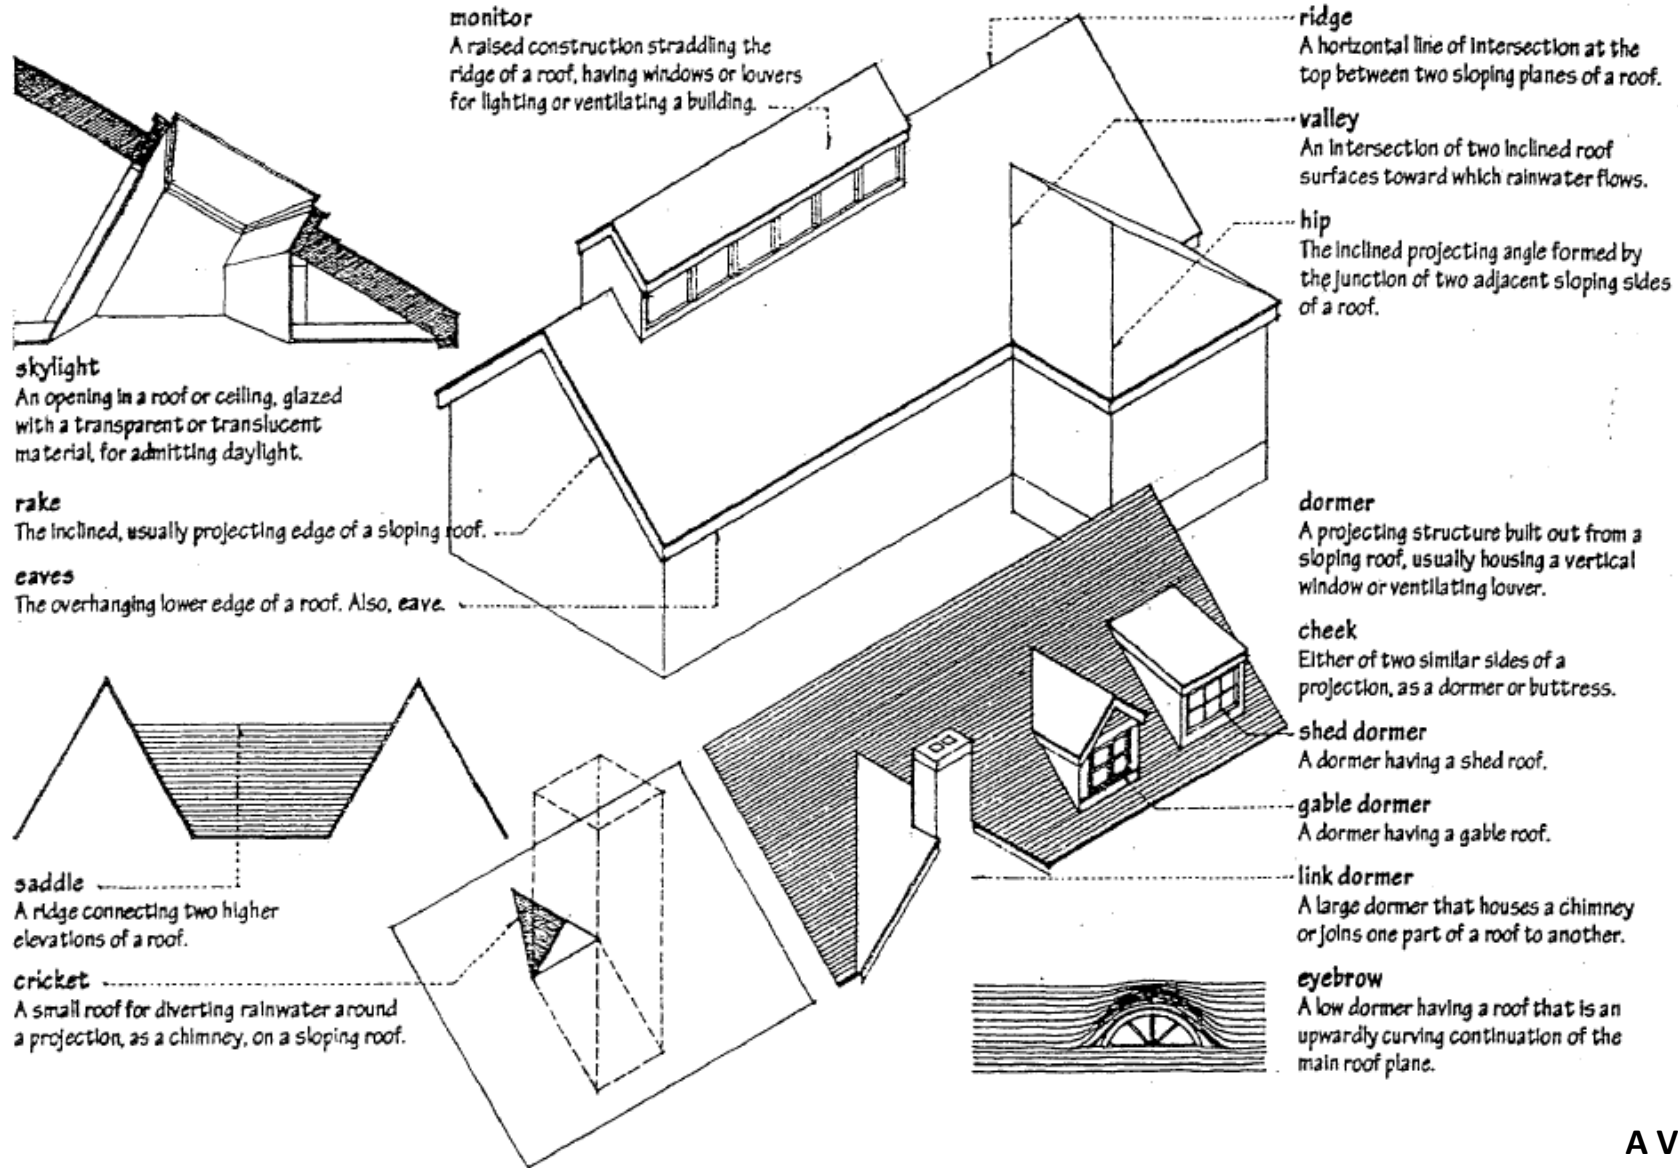 monitor
A raised construction straddling the
ridge of a roof, having windows or louvers
for lighting or ventilating a building.
ridge
A horizontal line of intersection at the
top between two sloping planes of a roof.
valley
An intersection of two inclined roof
surfaces toward which rainwater flows.
hip
The inclined projecting angle formed by
the junction of two adjacent sloping sides
of a roof.
skylight
An opening in a roof or ceiling, glazed
with a transparent or translucent
material, for admitting daylight.
rake
The inclined, usually projecting edge of a sloping roof.
eaves
The overhanging lower edge of a roof. Also, eave.
dormer
A projecting structure built out from a
sloping roof, usually housing a vertical
window or ventilating louver.
cheek
Either of two similar sides of a
projection, as a dormer or buttress.
shed dormer
A dormer having a shed roof.
gable dormer
A dormer having a gable roof.
link dormer
A large dormer that houses a chimney
or joins one part of a roof to another.
saddle
A ridge connecting two higher
elevations of a roof.
cricket
A small roof for diverting rainwater around
a projection, as a chimney, on a sloping roof.
eyebrow
A low dormer having a roof that is an
upwardly curving continuation of the
main roof plane.
A V